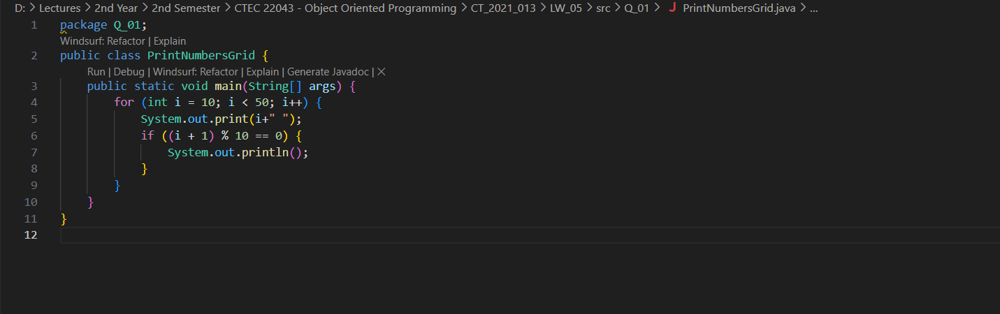 D: > Lectures > 2nd Year > 2nd Semester > CTEC 22043 - Object Oriented Programming > CT_2021_013 > LW_05 > src > Q_01 > J PrintNumbersGrid.java > ...
1 package Q_01;
Windsurf: Refactor | Explain
2 public class PrintNumbersGrid {
Run | Debug | Windsurf: Refactor | Explain | Generate Javadoc | ×
3 public static void main(String[] args) {
4 for (int i = 10; i < 50; i++) {
5 System.out.print(i+" ");
6 if ((i + 1) % 10 == 0) {
7 System.out.println();
8 }
9 }
10 }
11 }
12